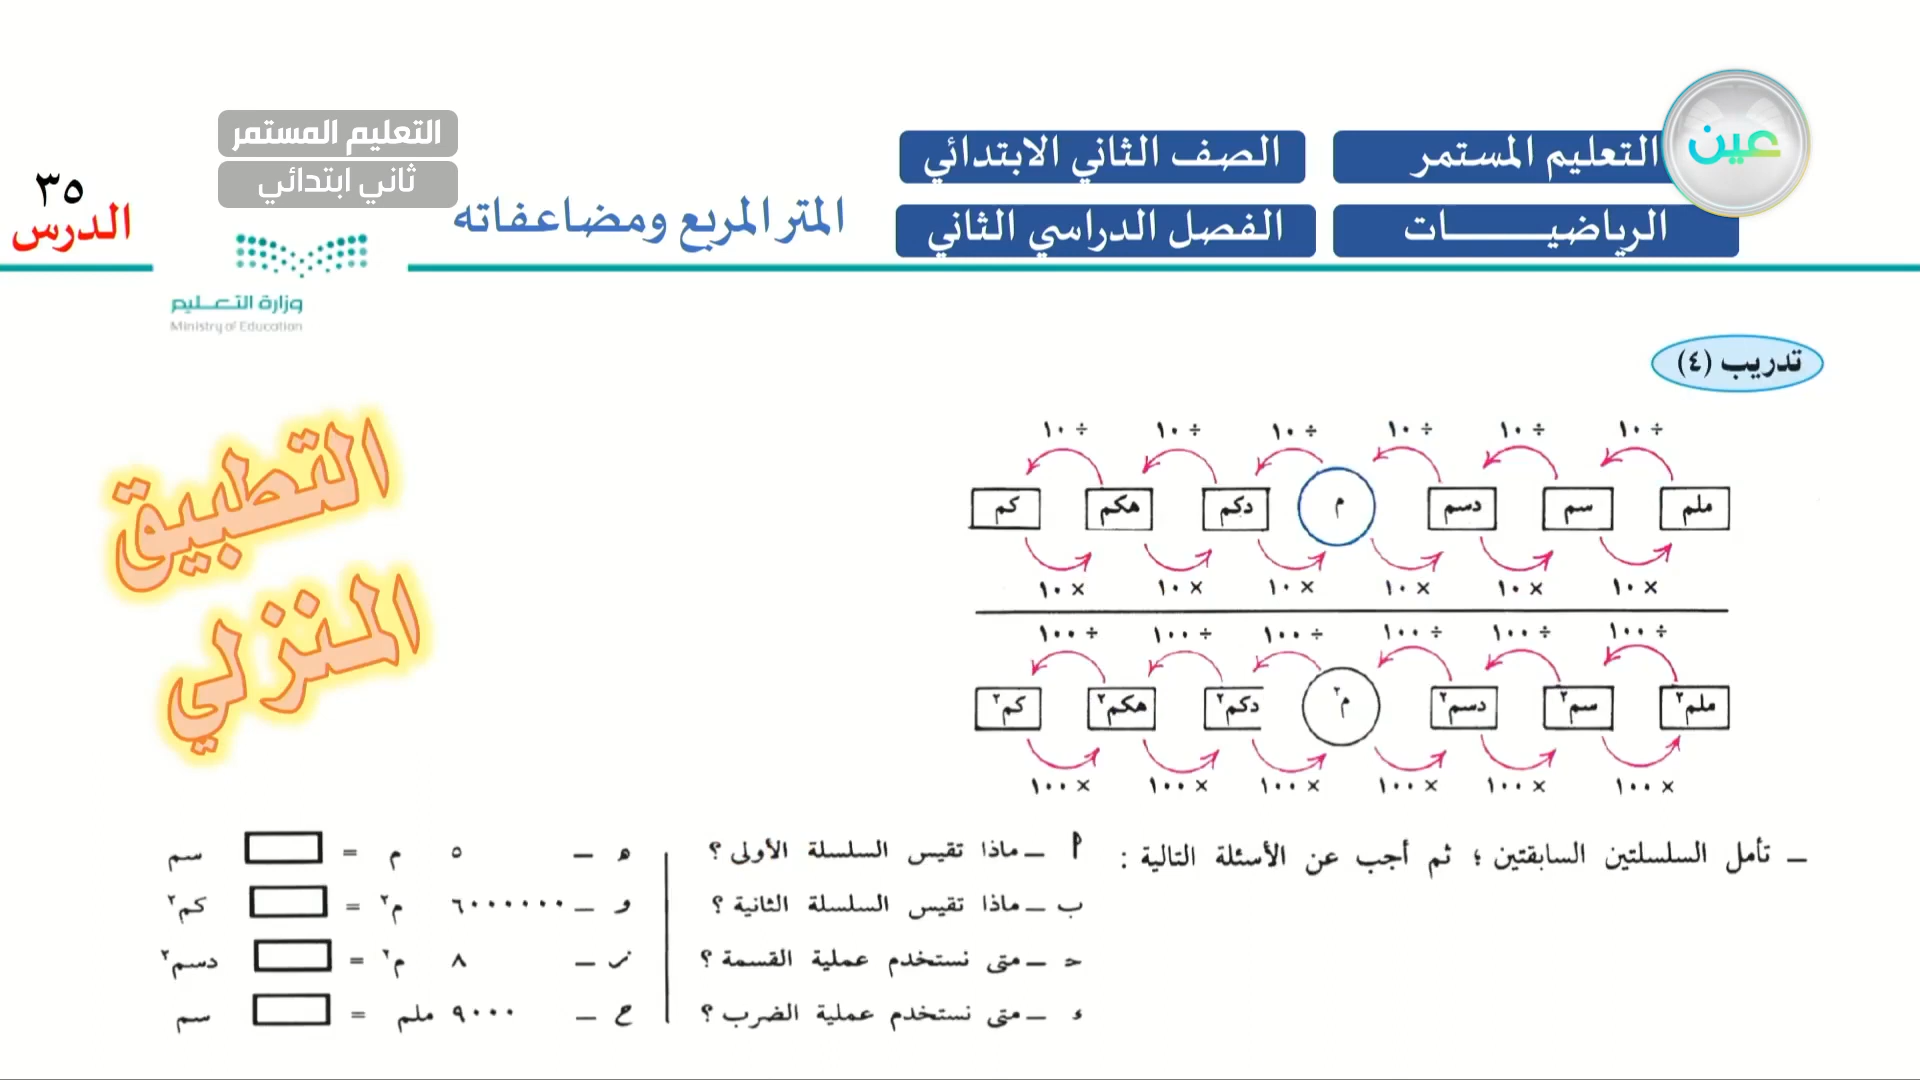 عين
التعليم المستمر
الصف الثاني الابتدائي
الرياضيــــات
الفصل الدراسي الثاني
المتر المربع ومضاعفاته
التعليم المستمر
ثاني ابتدائي
٣٥
الدرس
وزارة التعـــليم
Ministry of Education
تدريب (٤)
÷ ١٠ ÷ ١٠ ÷ ١٠ ÷ ١٠ ÷ ١٠ ÷ ١٠
ملم سم دسم م دكم هكم كم
× ١٠ × ١٠ × ١٠ × ١٠ × ١٠ × ١٠
÷ ١٠٠ ÷ ١٠٠ ÷ ١٠٠ ÷ ١٠٠ ÷ ١٠٠ ÷ ١٠٠
ملم٢ سم٢ دسم٢ م٢ دكم٢ هكم٢ كم٢
× ١٠٠ × ١٠٠ × ١٠٠ × ١٠٠ × ١٠٠ × ١٠٠
التطبيق
المنزلي
ـ تأمل السلسلتين السابقتين ؛ ثم أجب عن الأسئلة التالية :
أ ـ ماذا تقيس السلسلة الأولى ؟
ب ـ ماذا تقيس السلسلة الثانية ؟
حـ ـ متى نستخدم عملية القسمة ؟
ء ـ متى نستخدم عملية الضرب ؟
هـ ـ ٥ م = سم
و ـ ٦٠٠٠٠٠٠ م٢ = كم٢
ز ـ ٨ م٢ = دسم٢
ح ـ ٩٠٠٠ ملم = سم